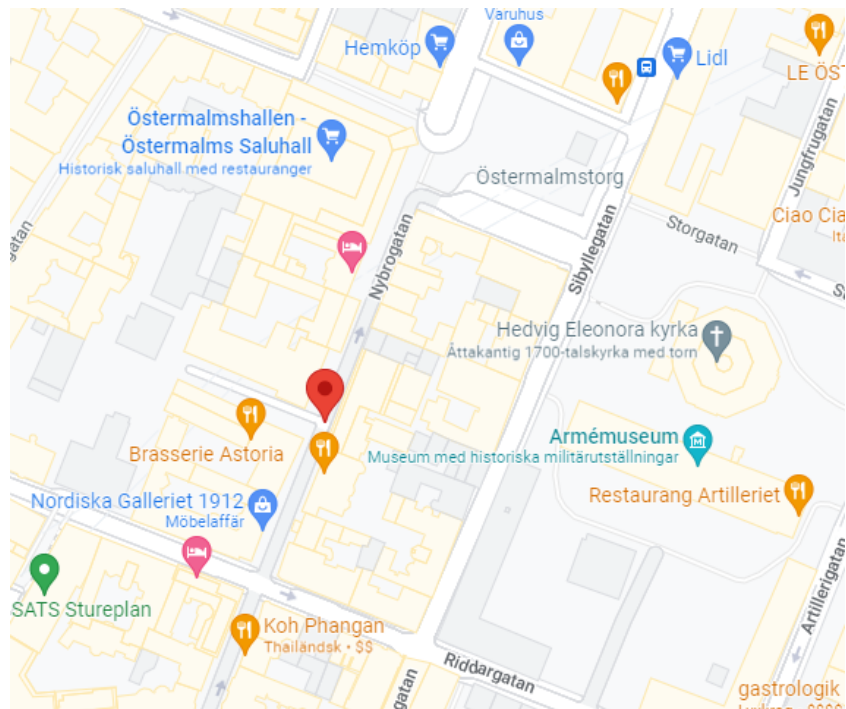 Varuhus
Hemköp
Lidl
LE ÖST
Östermalmshallen -
Östermalms Saluhall
Historisk saluhall med restauranger
Östermalmstorg
Jungfrugatan
Ciao Cia
Storgatan
gatan
Nybrogatan
Sibyllegatan
Hedvig Eleonora kyrka
Åttakantig 1700-talskyrka med torn
Armémuseum
Museum med historiska militärutställningar
Brasserie Astoria
Restaurang Artilleriet
Nordiska Galleriet 1912
Möbelaffär
SATS Stureplan
Koh Phangan
Thailändsk • $$
Riddargatan
Artillerigatan
gatan
gastrologik